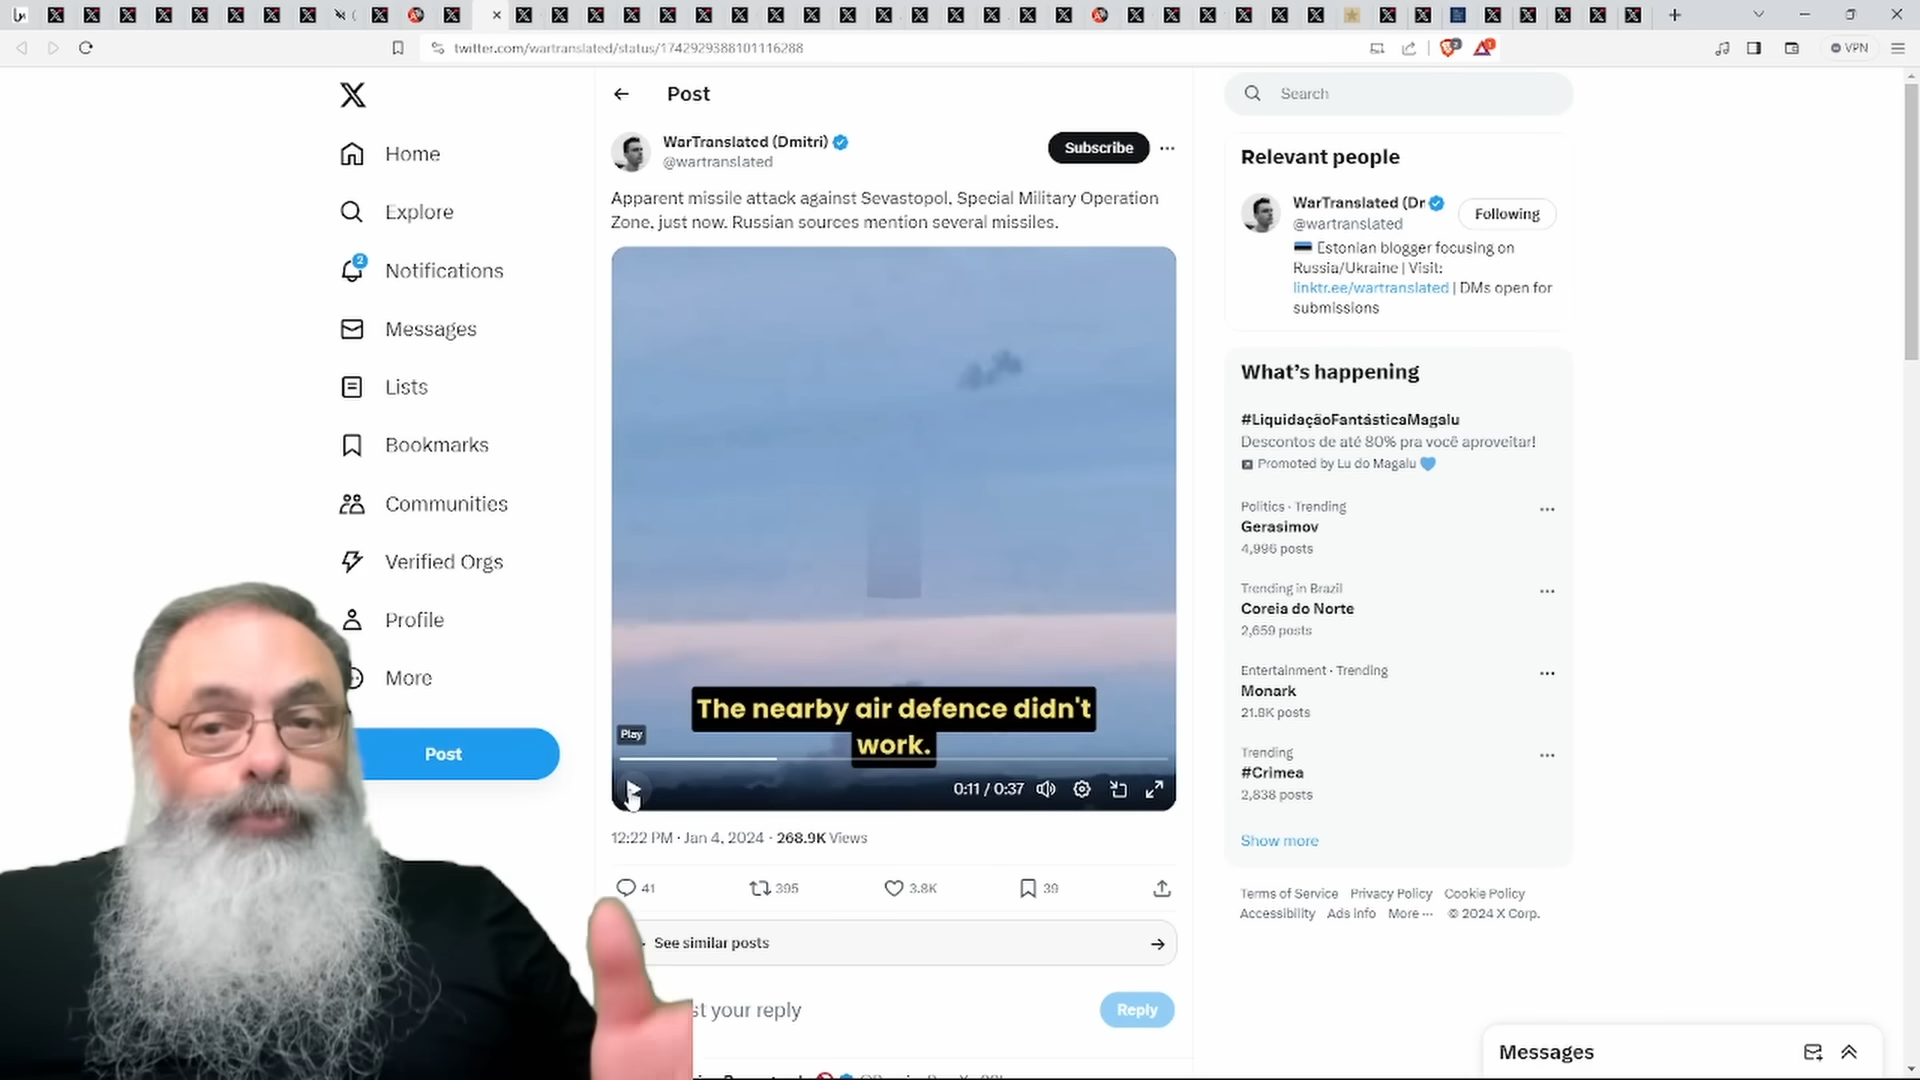 twitter.com/wartranslated/status/1742929388101116288
VPN
Post
Search
Home
Explore
2
Notifications
Messages
Lists
Bookmarks
Communities
Verified Orgs
Profile
More
Post
WarTranslated (Dmitri)
@wartranslated
Subscribe
Apparent missile attack against Sevastopol, Special Military Operation
Zone, just now. Russian sources mention several missiles.
The nearby air defence didn't
work.
Play
0:11 / 0:37
12:22 PM · Jan 4, 2024 · 268.9K Views
41
395
3.8K
39
See similar posts
st your reply
Reply
Relevant people
WarTranslated (Dr
@wartranslated
Following
Estonian blogger focusing on
Russia/Ukraine | Visit:
linktr.ee/wartranslated | DMs open for
submissions
What's happening
#LiquidaçãoFantásticaMagalu
Descontos de até 80% pra você aproveitar!
Promoted by Lu do Magalu
Politics · Trending
Gerasimov
4,996 posts
Trending in Brazil
Coreia do Norte
2,659 posts
Entertainment · Trending
Monark
21.8K posts
Trending
#Crimea
2,838 posts
Show more
Terms of Service Privacy Policy Cookie Policy
Accessibility Ads info More ··· © 2024 X Corp.
Messages